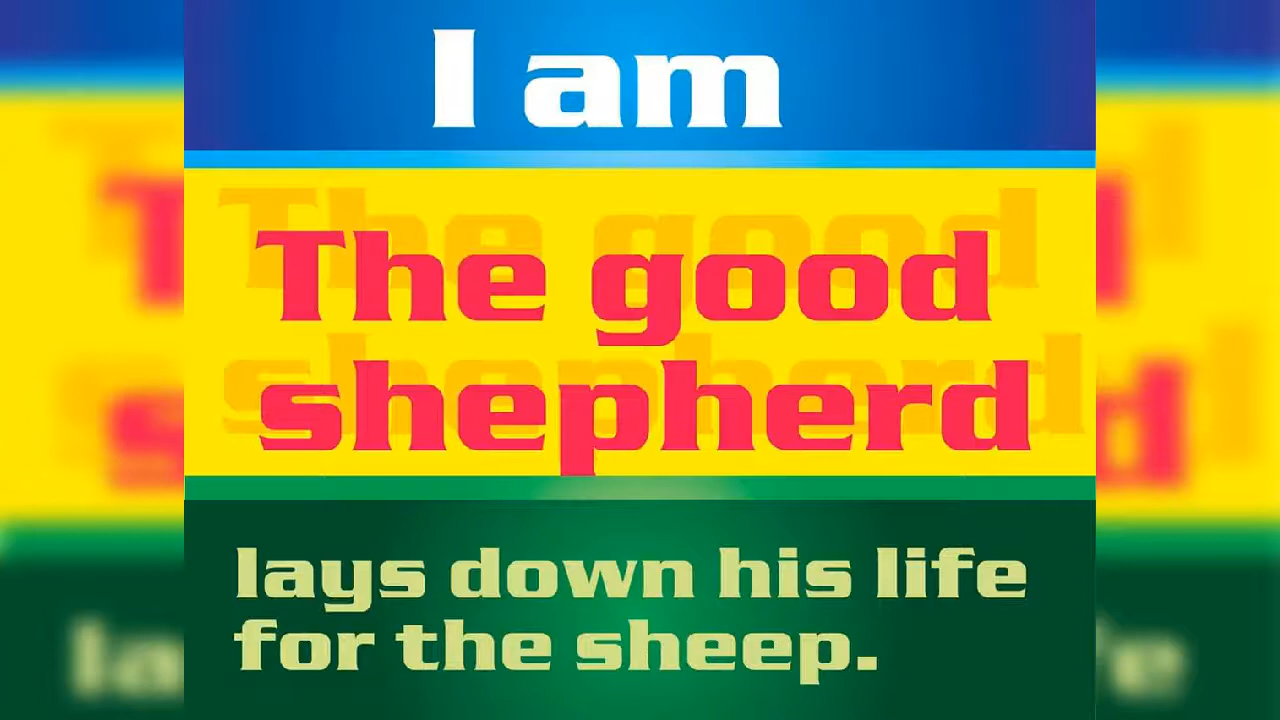 I am
The good
shepherd
lays down his life
for the sheep.